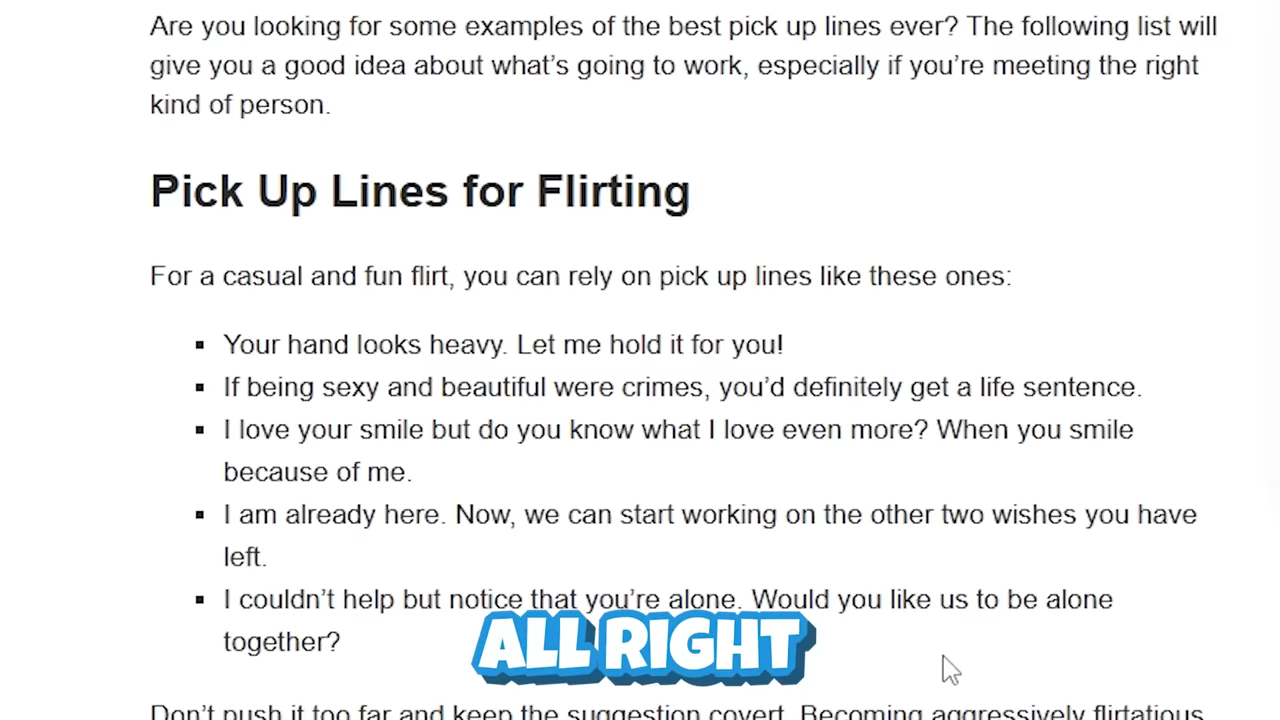 Are you looking for some examples of the best pick up lines ever? The following list will
give you a good idea about what's going to work, especially if you're meeting the right
kind of person.
Pick Up Lines for Flirting
For a casual and fun flirt, you can rely on pick up lines like these ones:
▪ Your hand looks heavy. Let me hold it for you!
▪ If being sexy and beautiful were crimes, you'd definitely get a life sentence.
▪ I love your smile but do you know what I love even more? When you smile
because of me.
▪ I am already here. Now, we can start working on the other two wishes you have
left.
▪ I couldn't help but notice that you're alone. Would you like us to be alone
together?
ALL RIGHT
Don't push it too far and keep the suggestion covert. Becoming aggressively flirtatious